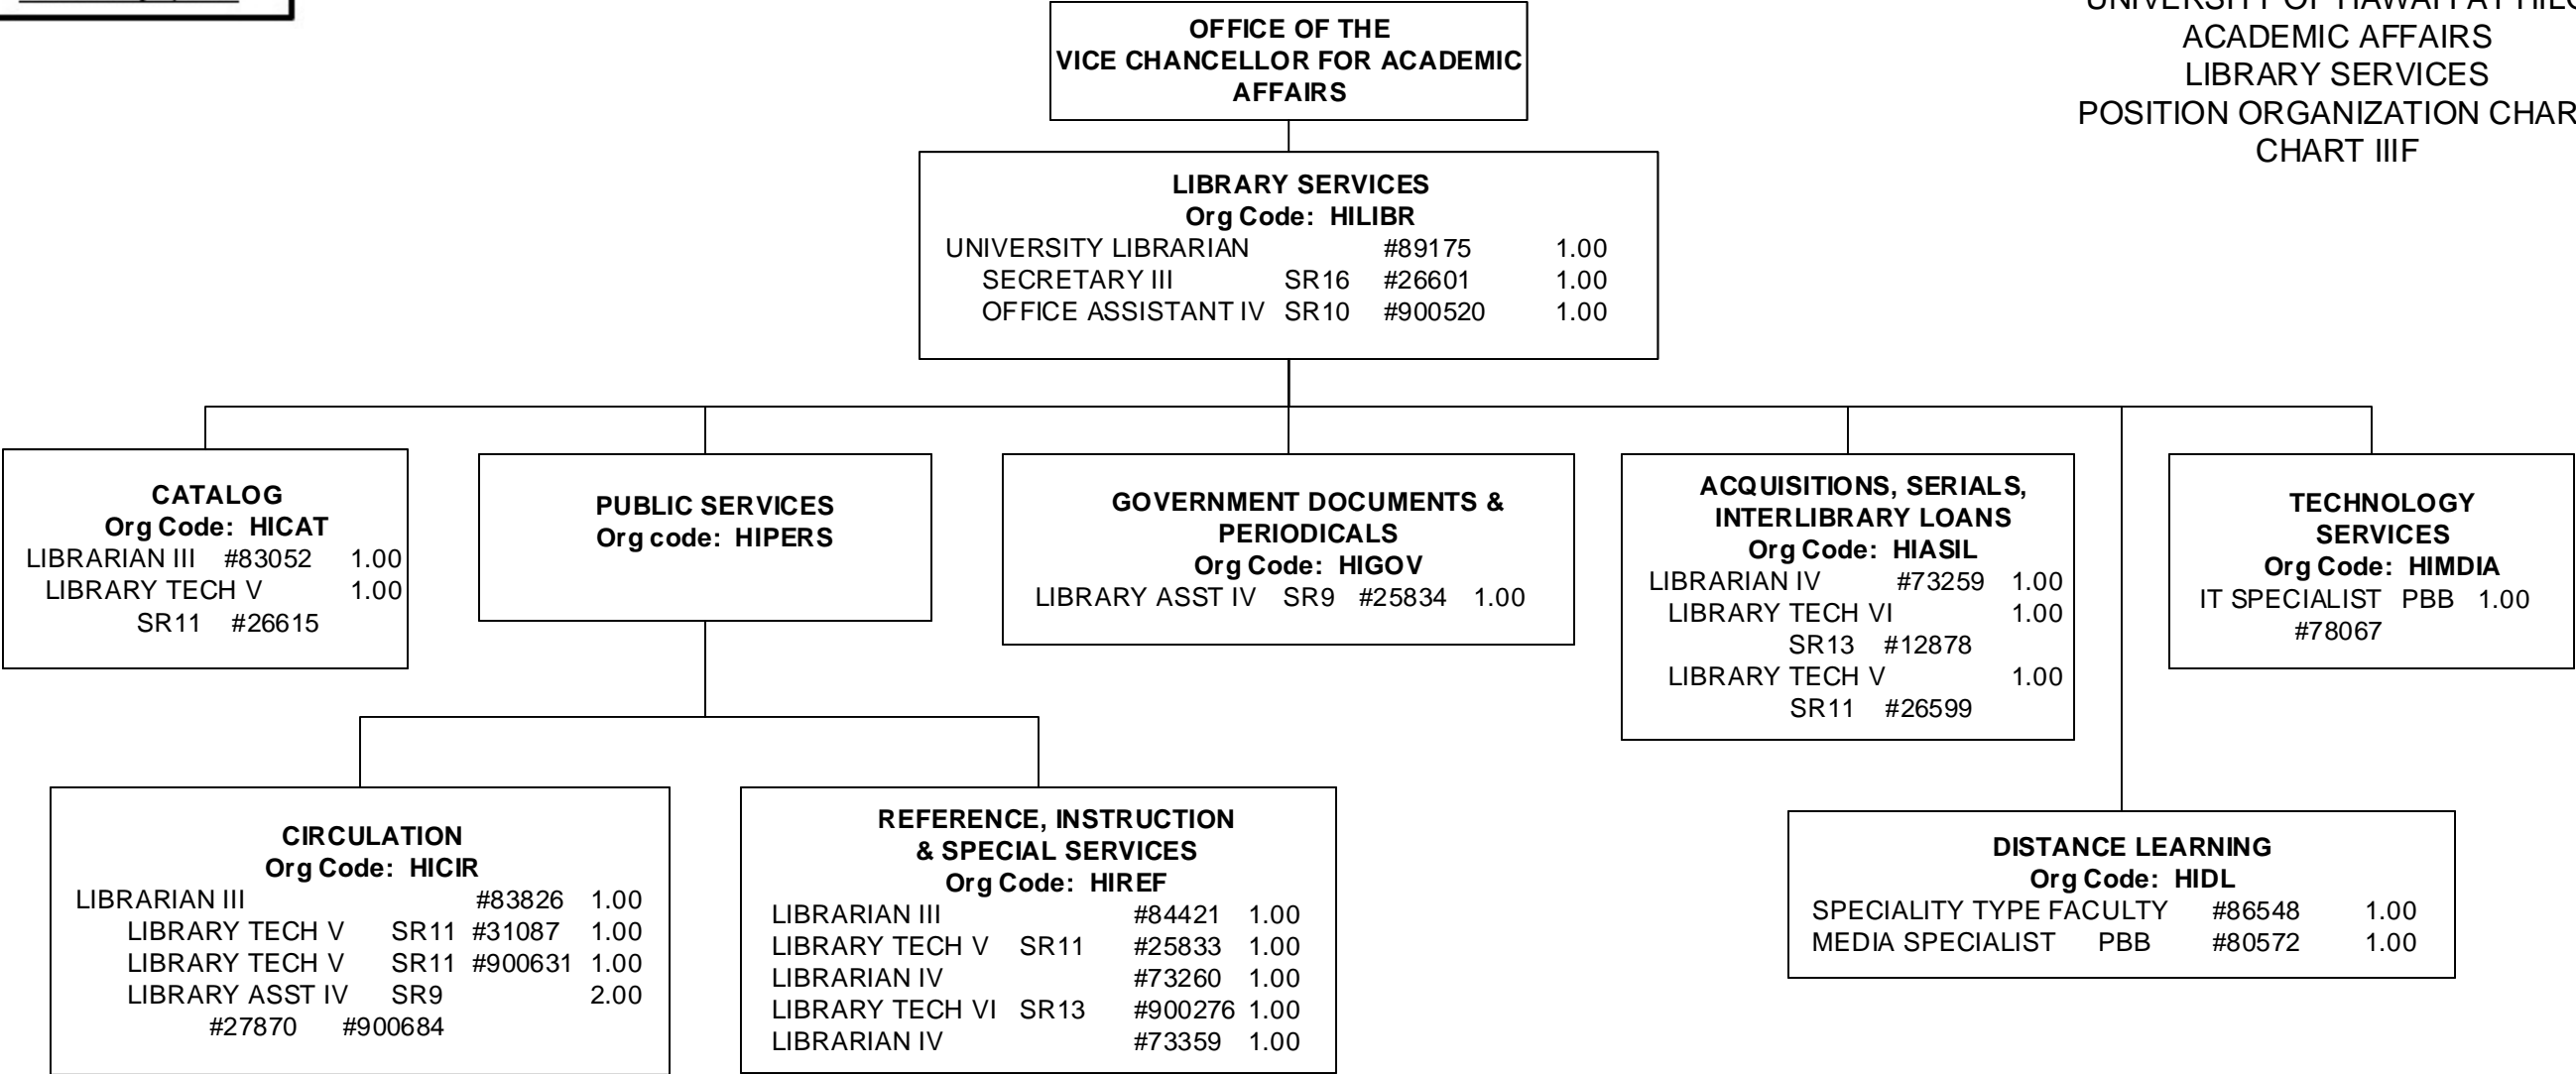 UNIVERSITY OF HAWAI'I AT HILO
ACADEMIC AFFAIRS
LIBRARY SERVICES
POSITION ORGANIZATION CHAR
CHART IIIF
OFFICE OF THE
VICE CHANCELLOR FOR ACADEMIC
AFFAIRS
LIBRARY SERVICES
Org Code: HILIBR
UNIVERSITY LIBRARIAN #89175 1.00
SECRETARY III SR16 #26601 1.00
OFFICE ASSISTANT IV SR10 #900520 1.00
CATALOG
Org Code: HICAT
LIBRARIAN III #83052 1.00
LIBRARY TECH V 1.00
SR11 #26615
PUBLIC SERVICES
Org code: HIPERS
GOVERNMENT DOCUMENTS &
PERIODICALS
Org Code: HIGOV
LIBRARY ASST IV SR9 #25834 1.00
ACQUISITIONS, SERIALS,
INTERLIBRARY LOANS
Org Code: HIASIL
LIBRARIAN IV #73259 1.00
LIBRARY TECH VI 1.00
SR13 #12878
LIBRARY TECH V 1.00
SR11 #26599
TECHNOLOGY
SERVICES
Org Code: HIMDIA
IT SPECIALIST PBB 1.00
#78067
CIRCULATION
Org Code: HICIR
LIBRARIAN III #83826 1.00
LIBRARY TECH V SR11 #31087 1.00
LIBRARY TECH V SR11 #900631 1.00
LIBRARY ASST IV SR9 2.00
#27870 #900684
REFERENCE, INSTRUCTION
& SPECIAL SERVICES
Org Code: HIREF
LIBRARIAN III #84421 1.00
LIBRARY TECH V SR11 #25833 1.00
LIBRARIAN IV #73260 1.00
LIBRARY TECH VI SR13 #900276 1.00
LIBRARIAN IV #73359 1.00
DISTANCE LEARNING
Org Code: HIDL
SPECIALITY TYPE FACULTY #86548 1.00
MEDIA SPECIALIST PBB #80572 1.00